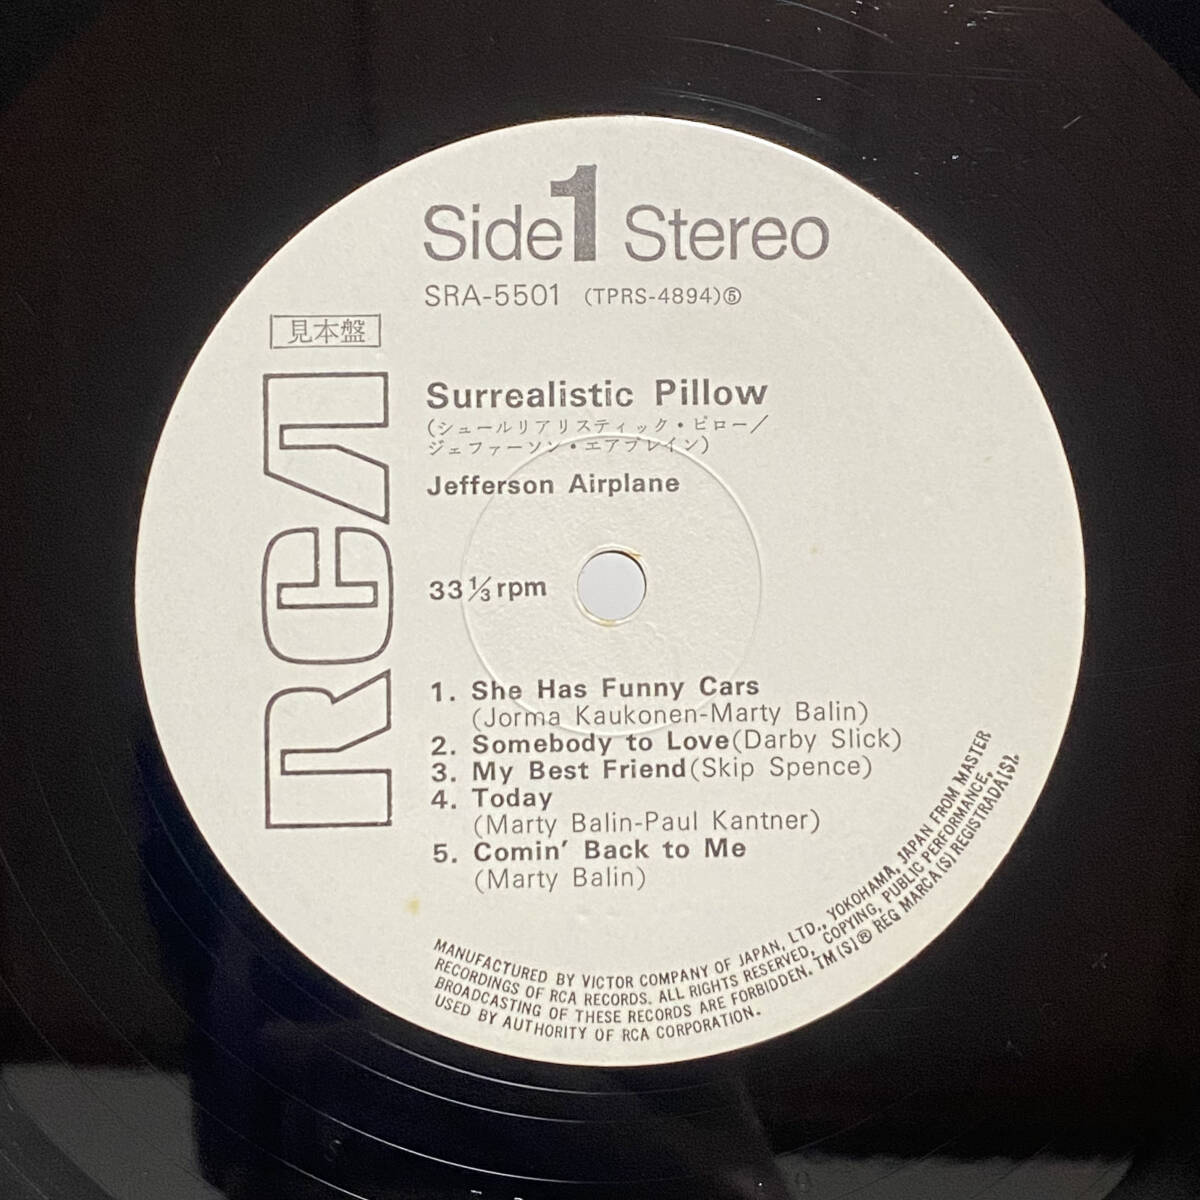 Side 1 Stereo
SRA-5501 (TPRS-4894)⑤
見本盤
RCA
Surrealistic Pillow
(シュールリアリスティック・ピロー/
ジェファーソン・エアプレイン)
Jefferson Airplane
33 1/3 rpm
1. She Has Funny Cars
(Jorma Kaukonen-Marty Balin)
2. Somebody to Love(Darby Slick)
3. My Best Friend(Skip Spence)
4. Today
(Marty Balin-Paul Kantner)
5. Comin' Back to Me
(Marty Balin)
MANUFACTURED BY VICTOR COMPANY OF JAPAN, LTD., YOKOHAMA, JAPAN FROM MASTER
RECORDINGS OF RCA RECORDS. ALL RIGHTS RESERVED, COPYING, PUBLIC PERFORMANCE,
BROADCASTING OF THESE RECORDS ARE FORBIDDEN. TM(S)® REG MARCA(S) REGISTRADA(S).
USED BY AUTHORITY OF RCA CORPORATION.